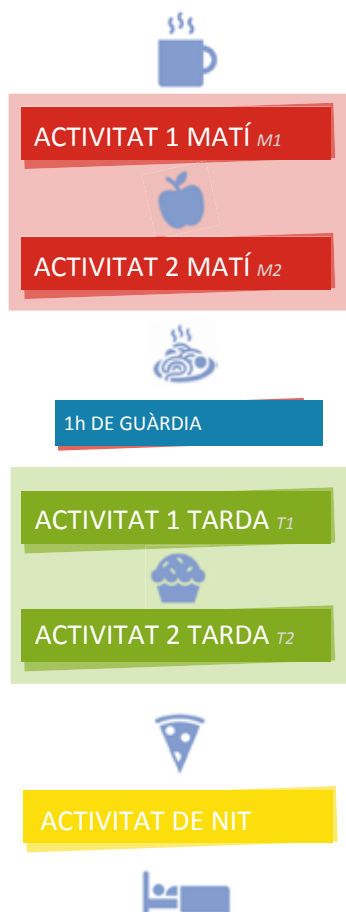 ACTIVITAT 1 MATÍ M1
ACTIVITAT 2 MATÍ M2
1h DE GUÀRDIA
ACTIVITAT 1 TARDA T1
ACTIVITAT 2 TARDA T2
ACTIVITAT DE NIT